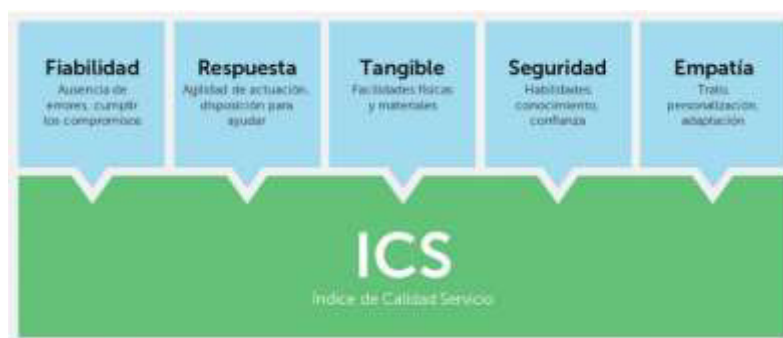 Fiabilidad
Ausencia de
errores, cumplir
los compromisos
Respuesta
Agilidad de actuación,
disposición para
ayudar
Tangible
Facilidades físicas
y materiales
Seguridad
Habilidades,
conocimiento,
confianza
Empatía
Trato,
personalización,
adaptación
ICS
Índice de Calidad Servicio